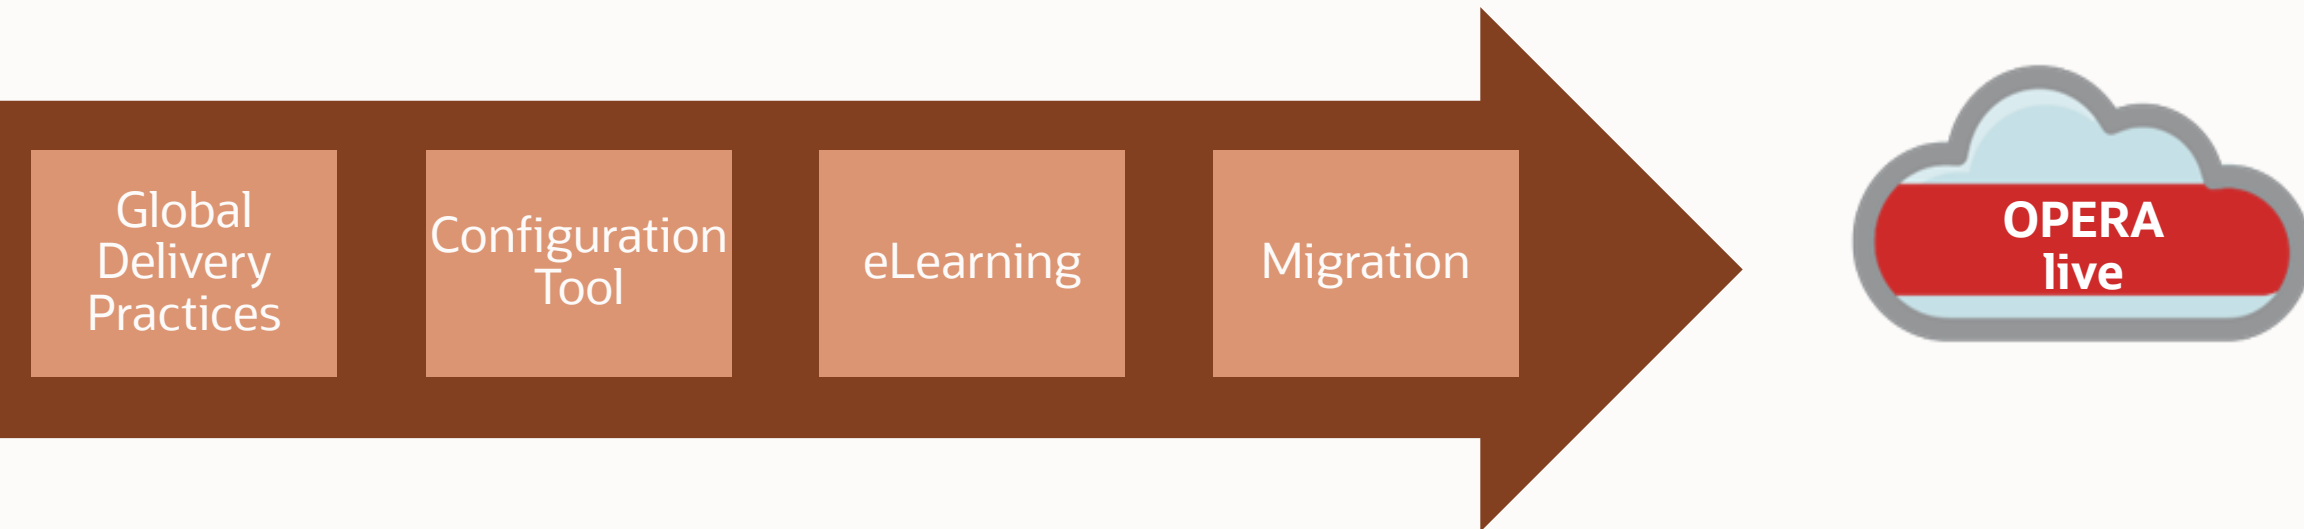 Global
Delivery
Practices
Configuration
Tool
eLearning
Migration
OPERA
live